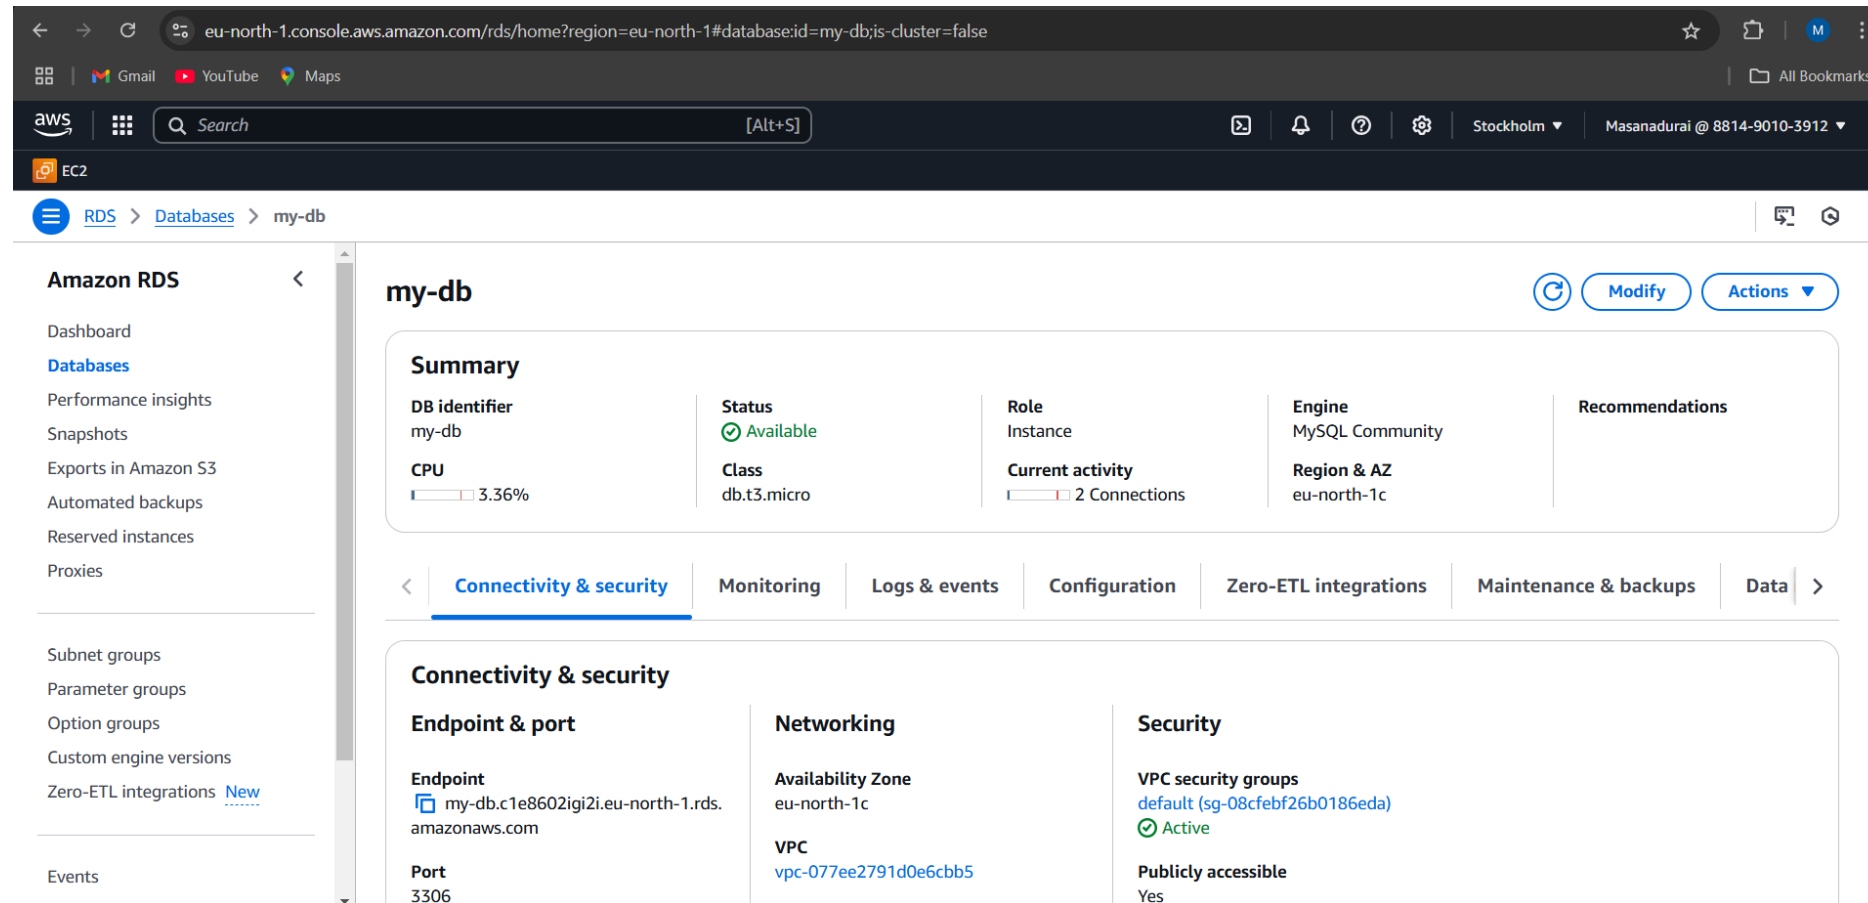 eu-north-1.console.aws.amazon.com/rds/home?region=eu-north-1#database:id=my-db;is-cluster=false
M
Gmail
YouTube
Maps
All Bookmarks
aws
Search
[Alt+S]
Stockholm
Masanadurai @ 8814-9010-3912
EC2
RDS
Databases
my-db
Amazon RDS
Dashboard
Databases
Performance insights
Snapshots
Exports in Amazon S3
Automated backups
Reserved instances
Proxies
Subnet groups
Parameter groups
Option groups
Custom engine versions
Zero-ETL integrations New
Events
my-db
Modify
Actions
Summary
DB identifier
my-db
Status
Available
Role
Instance
Engine
MySQL Community
Recommendations
CPU
3.36%
Class
db.t3.micro
Current activity
2 Connections
Region & AZ
eu-north-1c
Connectivity & security
Monitoring
Logs & events
Configuration
Zero-ETL integrations
Maintenance & backups
Data
Connectivity & security
Endpoint & port
Endpoint
my-db.c1e8602igi2i.eu-north-1.rds.
amazonaws.com
Port
3306
Networking
Availability Zone
eu-north-1c
VPC
vpc-077ee2791d0e6cbb5
Security
VPC security groups
default (sg-08cfebf26b0186eda)
Active
Publicly accessible
Yes